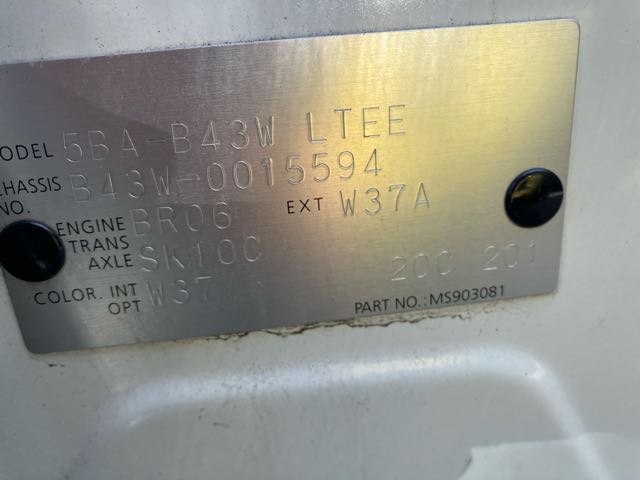 MODEL 5BA-B43W LTEE
CHASSIS NO. B43W-0015594
ENGINE BR06 EXT W37A
TRANS AXLE SK10C
COLOR. INT W37 20C 201
OPT PART NO.:MS903081